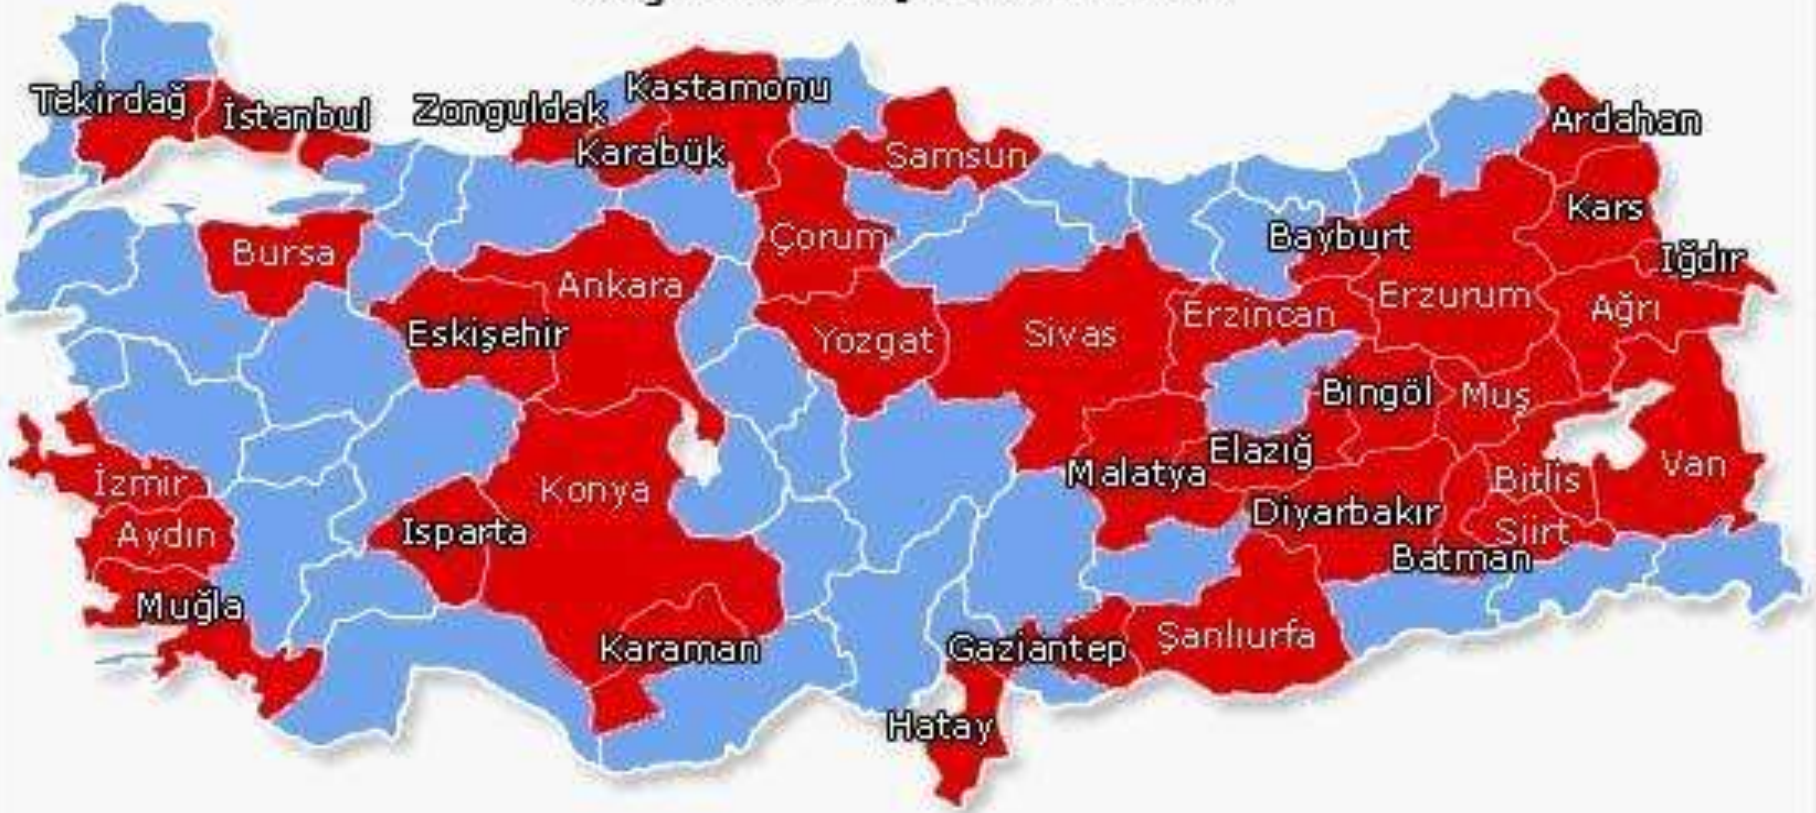 Kastamonu
Tekirdağ
İstanbul
Zonguldak
Ardahan
Karabük
Samsun
Kars
Bursa
Çorum
Bayburt
Iğdır
Ankara
Erzurum
Ağrı
Erzincan
Eskişehir
Yozgat
Sivas
Bingöl
Muş
Elazığ
Van
Malatya
İzmir
Konya
Bitlis
Diyarbakır
Isparta
Aydın
Siirt
Batman
Muğla
Şanlıurfa
Karaman
Gaziantep
Hatay